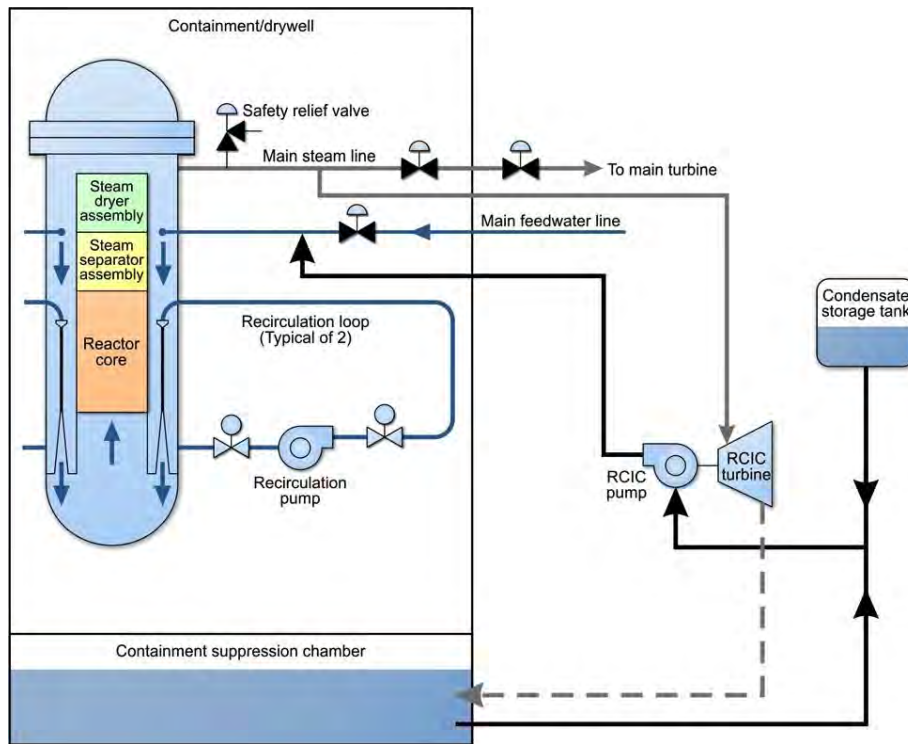 Containment/drywell
Safety relief valve
Main steam line
To main turbine
Steam
dryer
assembly
Main feedwater line
Steam
separator
assembly
Condensate
storage tank
Recirculation loop
(Typical of 2)
Reactor
core
RCIC
turbine
RCIC
pump
Recirculation
pump
Containment suppression chamber